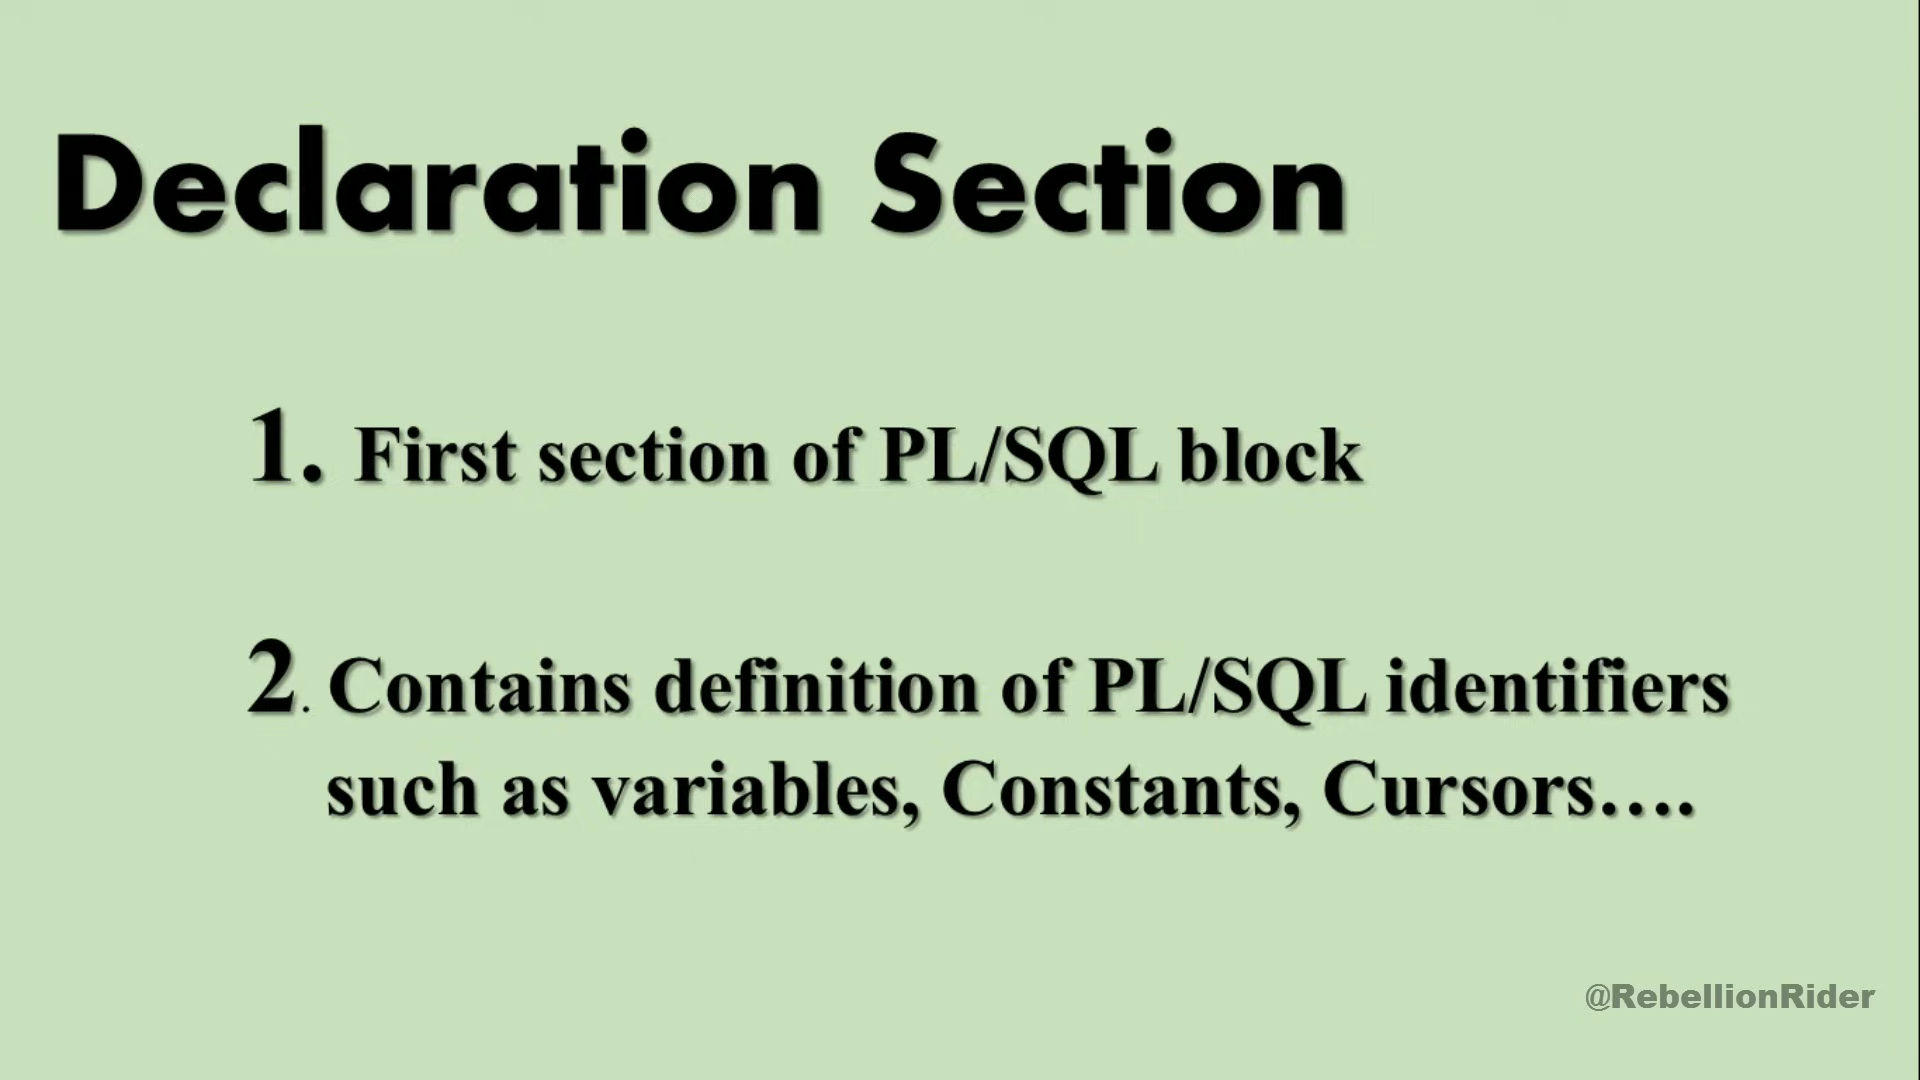 Declaration Section
1. First section of PL/SQL block
2. Contains definition of PL/SQL identifiers
such as variables, Constants, Cursors....
@RebellionRider